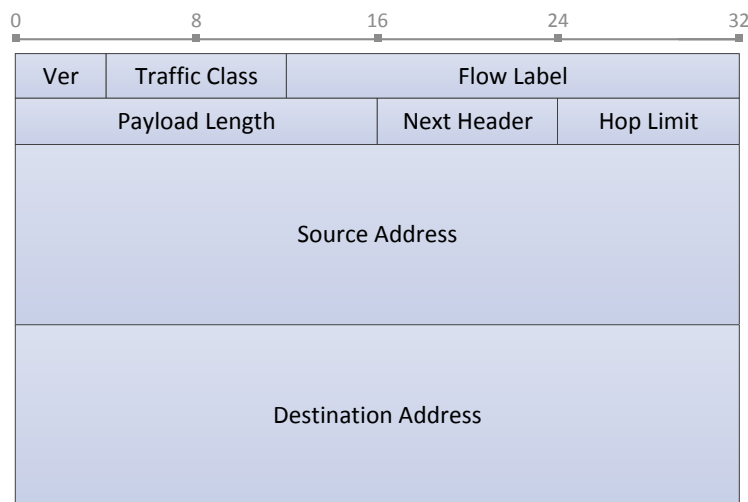 0 8 16 24 32
Ver Traffic Class Flow Label
Payload Length Next Header Hop Limit
Source Address
Destination Address